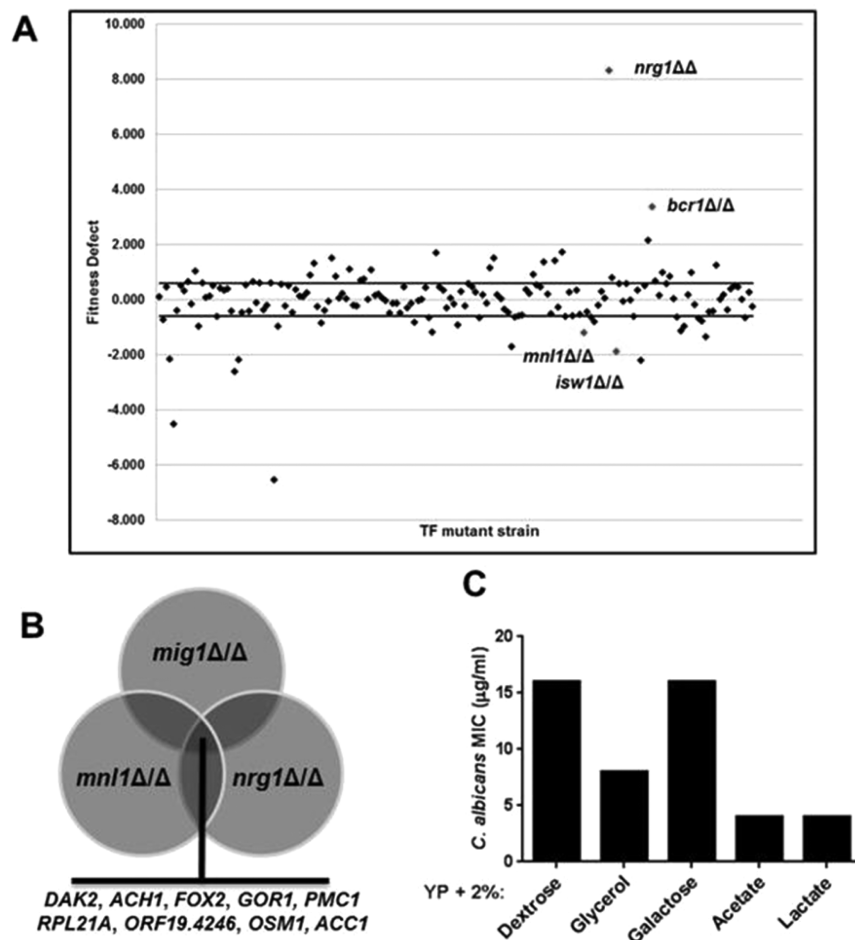 A
10.000
8.000
6.000
4.000
2.000
0.000
-2.000
-4.000
-6.000
-8.000
Fitness Defect
nrg1ΔΔ
bcr1Δ/Δ
mnl1Δ/Δ
isw1Δ/Δ
TF mutant strain
B
mig1Δ/Δ
mnl1Δ/Δ
nrg1Δ/Δ
DAK2, ACH1, FOX2, GOR1, PMC1
RPL21A, ORF19.4246, OSM1, ACC1
C
C. albicans MIC (μg/ml)
20
15
10
5
0
YP + 2%:
Dextrose
Glycerol
Galactose
Acetate
Lactate